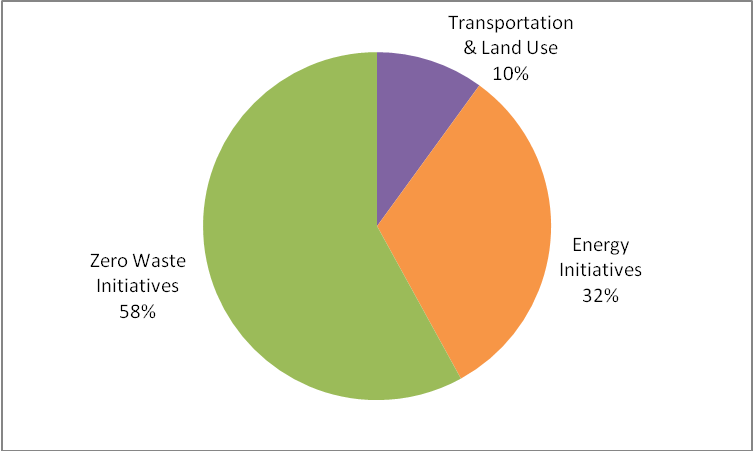 Transportation
& Land Use
10%
Energy
Initiatives
32%
Zero Waste
Initiatives
58%